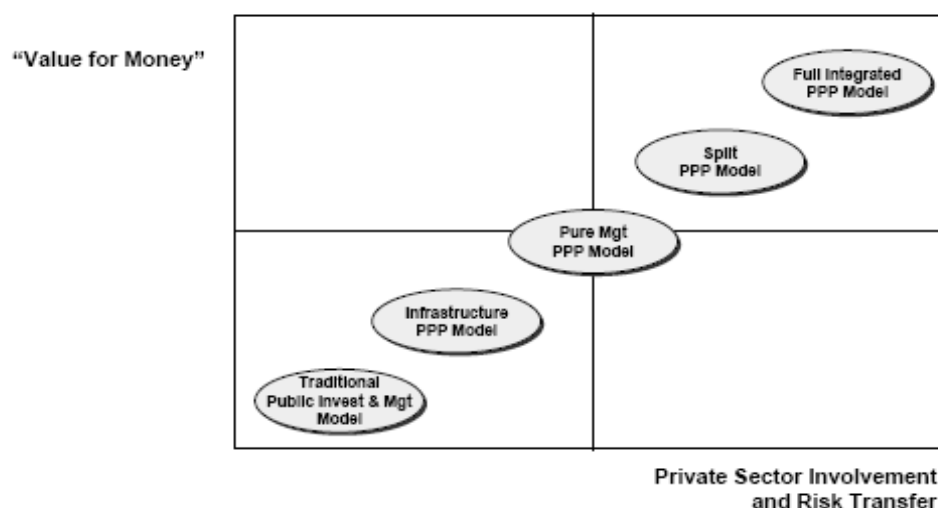 “Value for Money”
Full Integrated
PPP Model
Split
PPP Model
Pure Mgt
PPP Model
Infrastructure
PPP Model
Traditional
Public Invest & Mgt
Model
Private Sector Involvement
and Risk Transfer